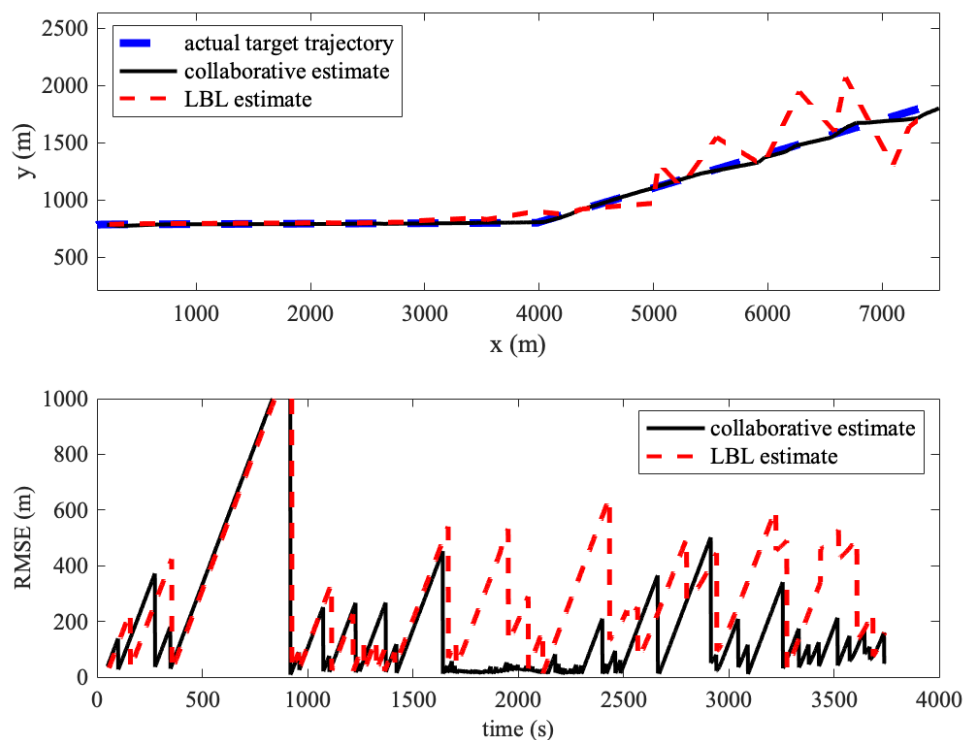 2500
2000
1500
1000
500
y (m)
actual target trajectory
collaborative estimate
LBL estimate
1000 2000 3000 4000 5000 6000 7000
x (m)
1000
800
600
400
200
0
RMSE (m)
collaborative estimate
LBL estimate
0 500 1000 1500 2000 2500 3000 3500 4000
time (s)